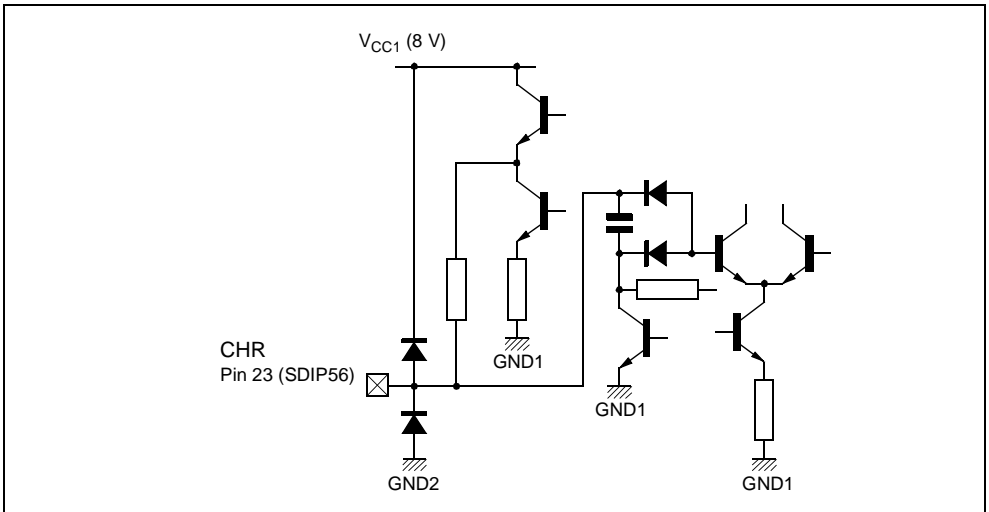 VCC1 (8 V)
CHR
Pin 23 (SDIP56)
GND1
GND1
GND2
GND1